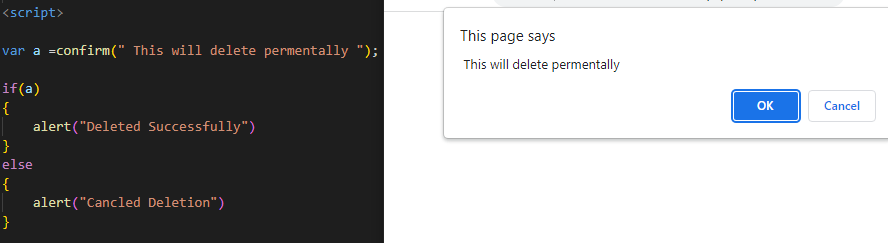 <script>
var a =confirm(" This will delete permentally ");
if(a)
{
alert("Deleted Successfully")
}
else
{
alert("Cancled Deletion")
}
This page says
This will delete permentally
OK
Cancel